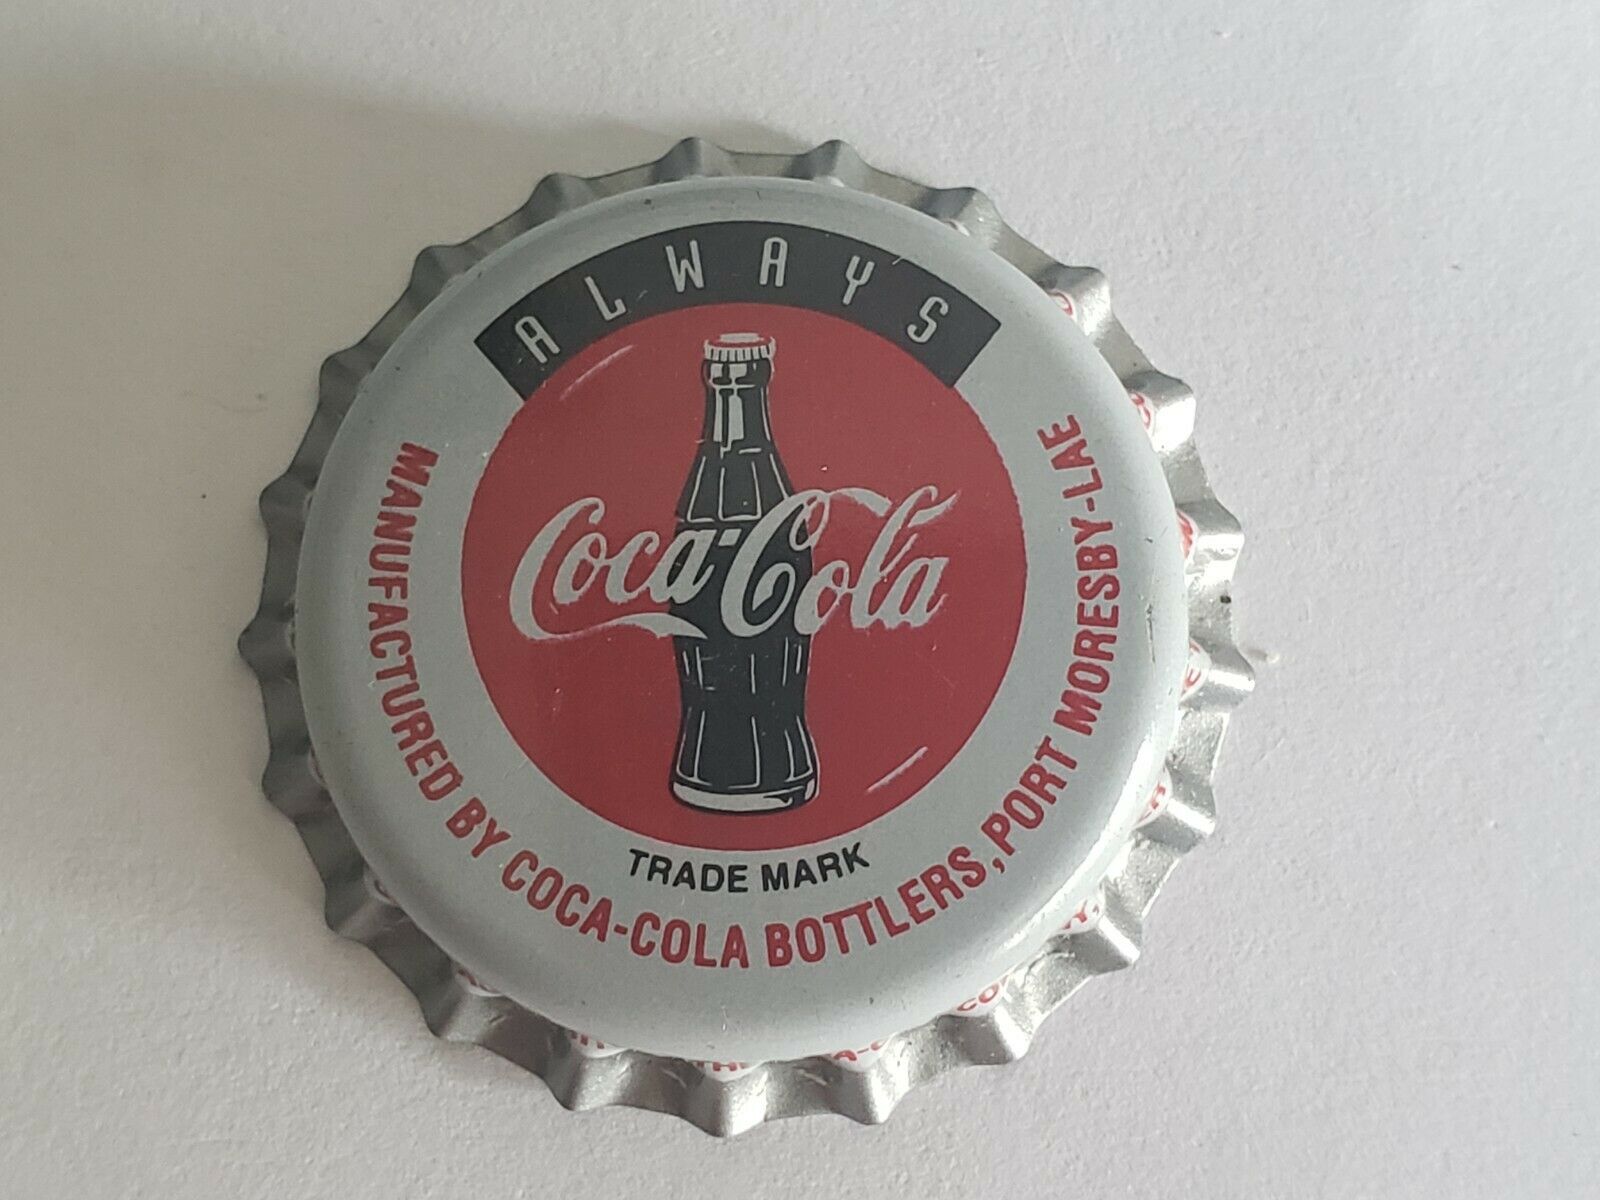 ALWAYS
Coca-Cola
TRADE MARK
MANUFACTURED BY COCA-COLA BOTTLERS, PORT MORESBY-LAE